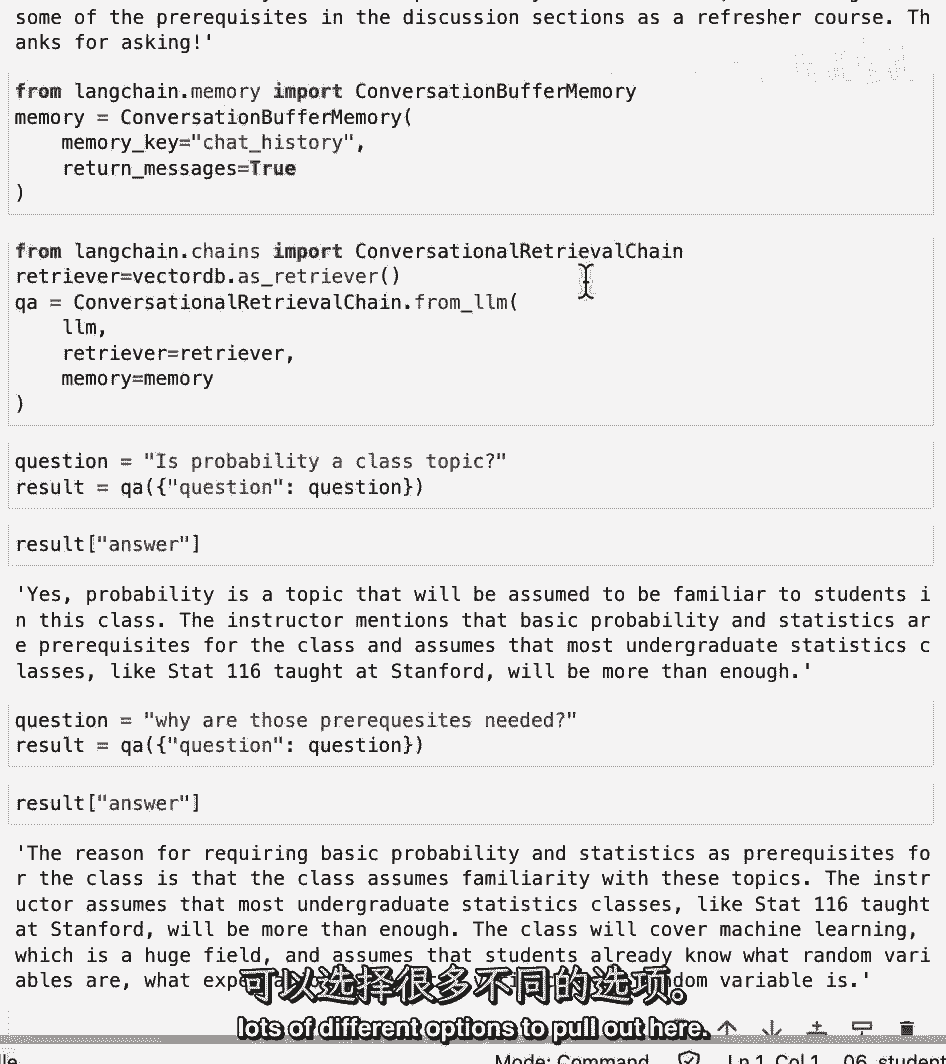 some of the prerequisites in the discussion sections as a refresher course. Th
anks for asking!'
from langchain.memory import ConversationBufferMemory
memory = ConversationBufferMemory(
    memory_key="chat_history",
    return_messages=True
)
from langchain.chains import ConversationalRetrievalChain
retriever=vectordb.as_retriever()
qa = ConversationalRetrievalChain.from_llm(
    llm,
    retriever=retriever,
    memory=memory
)
question = "Is probability a class topic?"
result = qa({"question": question})
result["answer"]
'Yes, probability is a topic that will be assumed to be familiar to students i
n this class. The instructor mentions that basic probability and statistics ar
e prerequisites for the class and assumes that most undergraduate statistics c
lasses, like Stat 116 taught at Stanford, will be more than enough.'
question = "why are those prerequesites needed?"
result = qa({"question": question})
result["answer"]
'The reason for requiring basic probability and statistics as prerequisites fo
r the class is that the class assumes familiarity with these topics. The instr
uctor assumes that most undergraduate statistics classes, like Stat 116 taught
at Stanford, will be more than enough. The class will cover machine learning,
which is a huge field, and assumes that students already know what random vari
ables are, what random variable is.'
可以选择很多不同的选项。
lots of different options to pull out here.
Mode: Command Ln 1, Col 1 06_student